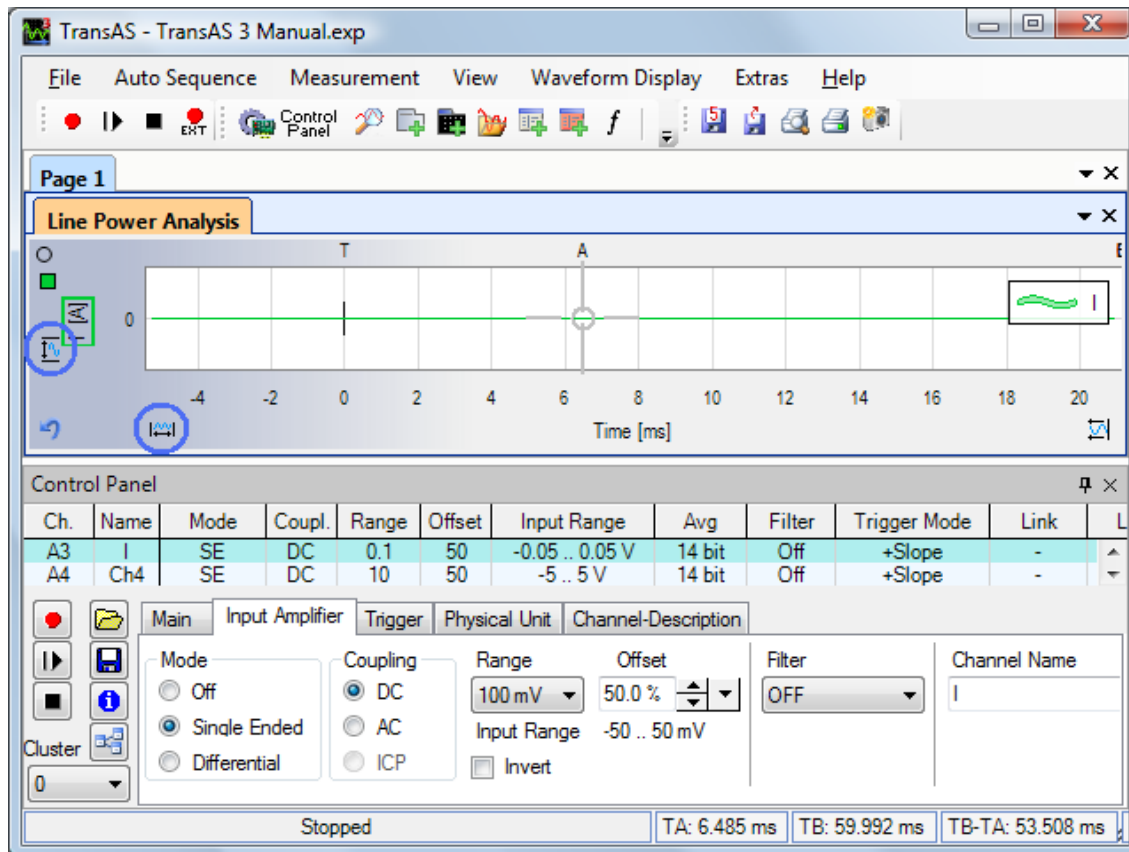 TransAS - TransAS 3 Manual.exp
File Auto Sequence Measurement View Waveform Display Extras Help
EXT Control Panel f 5
Page 1
Line Power Analysis
T A
I [A]
0
I
-4 -2 0 2 4 6 8 10 12 14 16 18 20
Time [ms]
Control Panel
Ch. Name Mode Coupl. Range Offset Input Range Avg Filter Trigger Mode Link L
A3 I SE DC 0.1 50 -0.05 .. 0.05 V 14 bit Off +Slope -
A4 Ch4 SE DC 10 50 -5 .. 5 V 14 bit Off +Slope -
Main Input Amplifier Trigger Physical Unit Channel-Description
Mode Coupling Range Offset Filter Channel Name
Off DC 100 mV 50.0 % OFF I
Single Ended AC Input Range -50 .. 50 mV
Cluster Differential ICP Invert
0
Stopped TA: 6.485 ms TB: 59.992 ms TB-TA: 53.508 ms